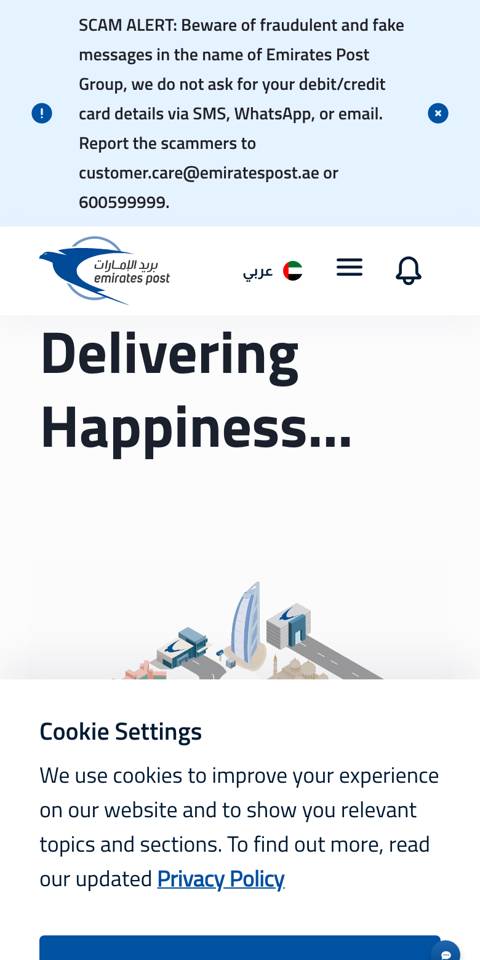 SCAM ALERT: Beware of fraudulent and fake
messages in the name of Emirates Post
Group, we do not ask for your debit/credit
card details via SMS, WhatsApp, or email.
Report the scammers to
customer.care@emiratespost.ae or
600599999.
بريد الإمارات
emirates post
عربي
Delivering
Happiness...
Cookie Settings
We use cookies to improve your experience
on our website and to show you relevant
topics and sections. To find out more, read
our updated Privacy Policy